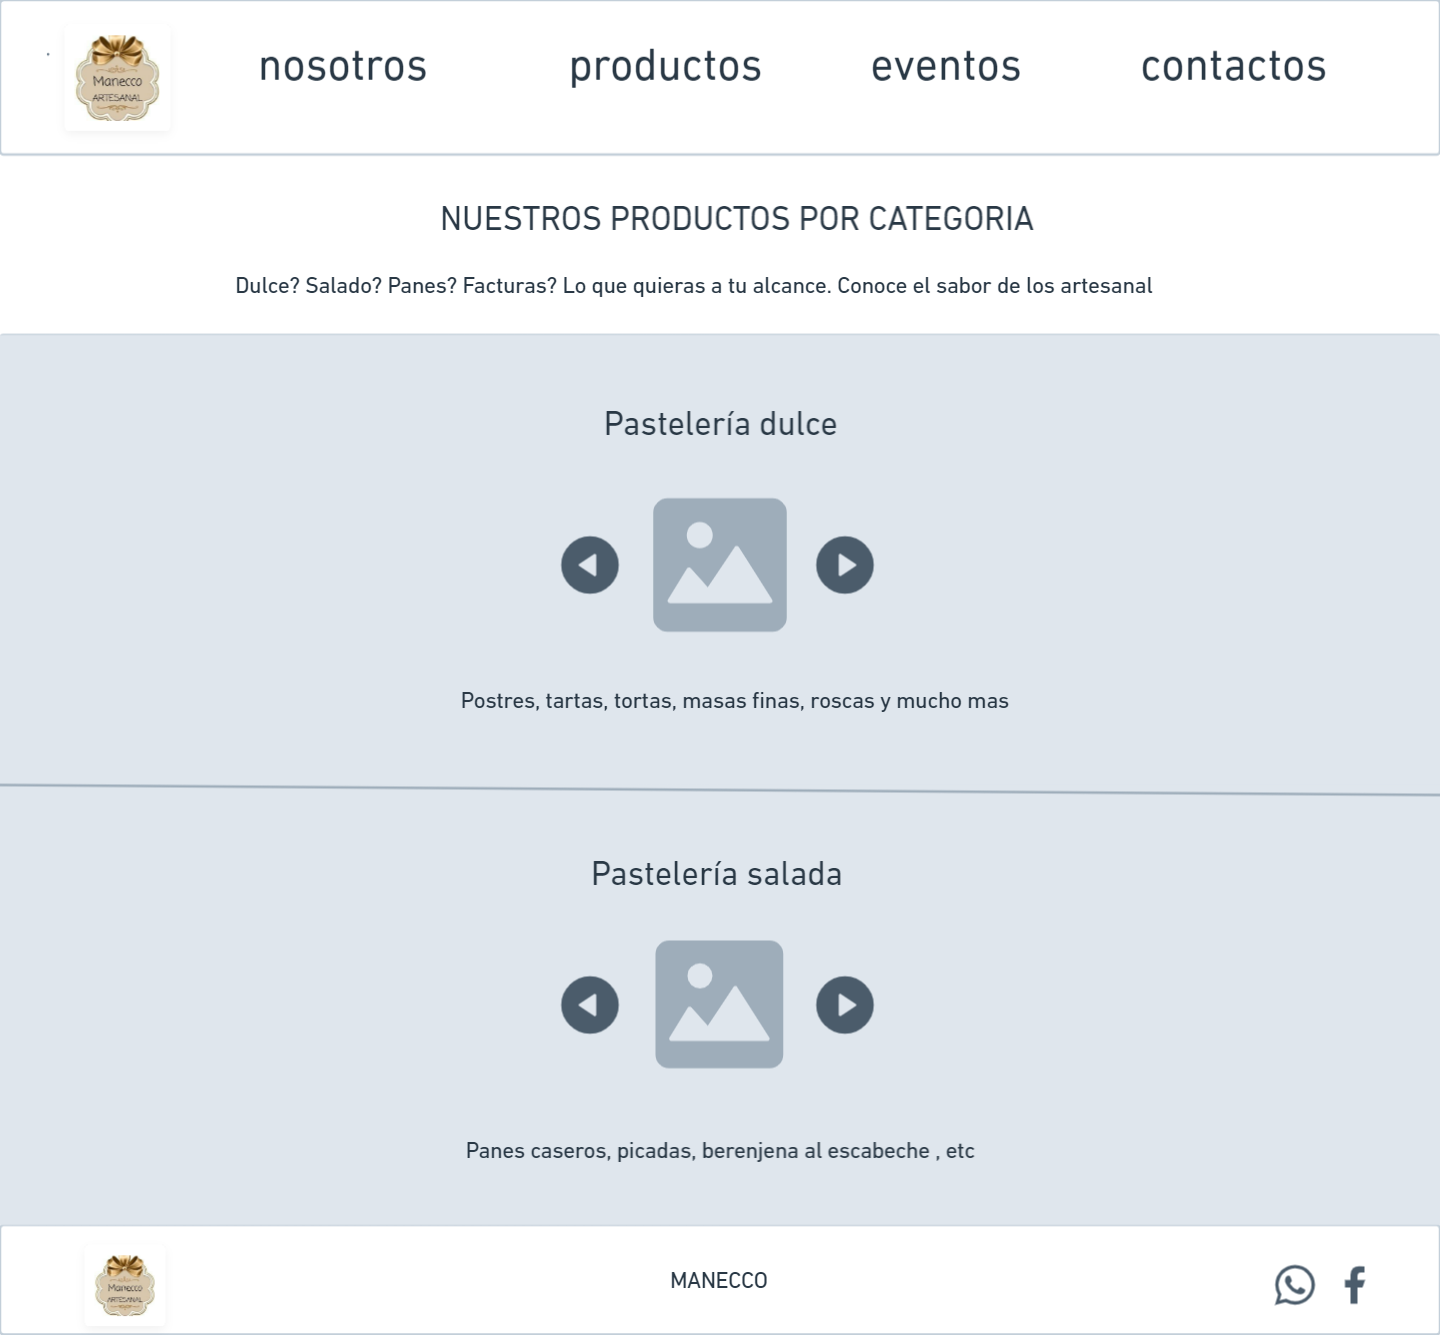 Manecco
ARTESANAL
nosotros productos eventos contactos
NUESTROS PRODUCTOS POR CATEGORIA
Dulce? Salado? Panes? Facturas? Lo que quieras a tu alcance. Conoce el sabor de los artesanal
Pastelería dulce
Postres, tartas, tortas, masas finas, roscas y mucho mas
Pastelería salada
Panes caseros, picadas, berenjena al escabeche , etc
Manecco
ARTESANAL
MANECCO